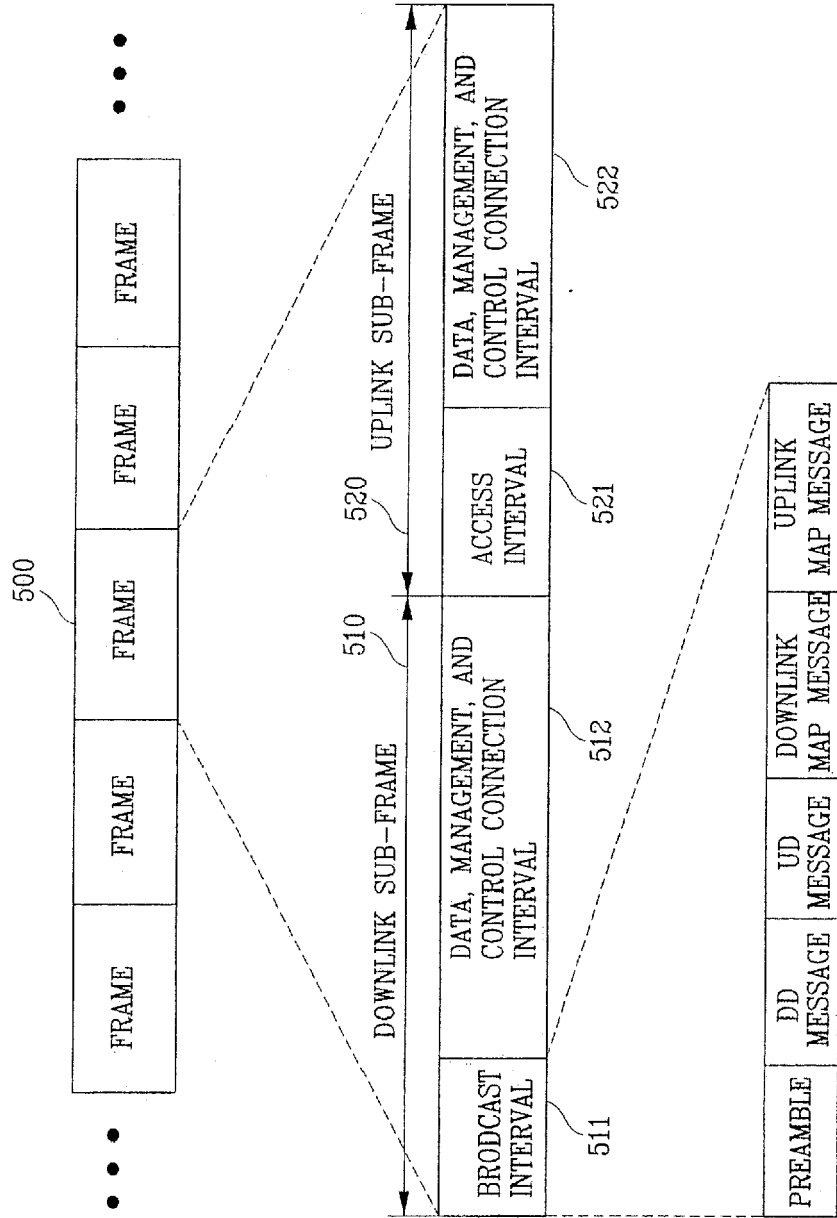 500
FRAME
FRAME
FRAME
FRAME
FRAME
DOWNLINK SUB-FRAME
510
520
UPLINK SUB-FRAME
BRODCAST
INTERVAL
DATA, MANAGEMENT, AND
CONTROL CONNECTION
INTERVAL
ACCESS
INTERVAL
DATA, MANAGEMENT, AND
CONTROL CONNECTION
INTERVAL
511
512
521
522
PREAMBLE
DD
MESSAGE
UD
MESSAGE
DOWNLINK
MAP MESSAGE
UPLINK
MAP MESSAGE